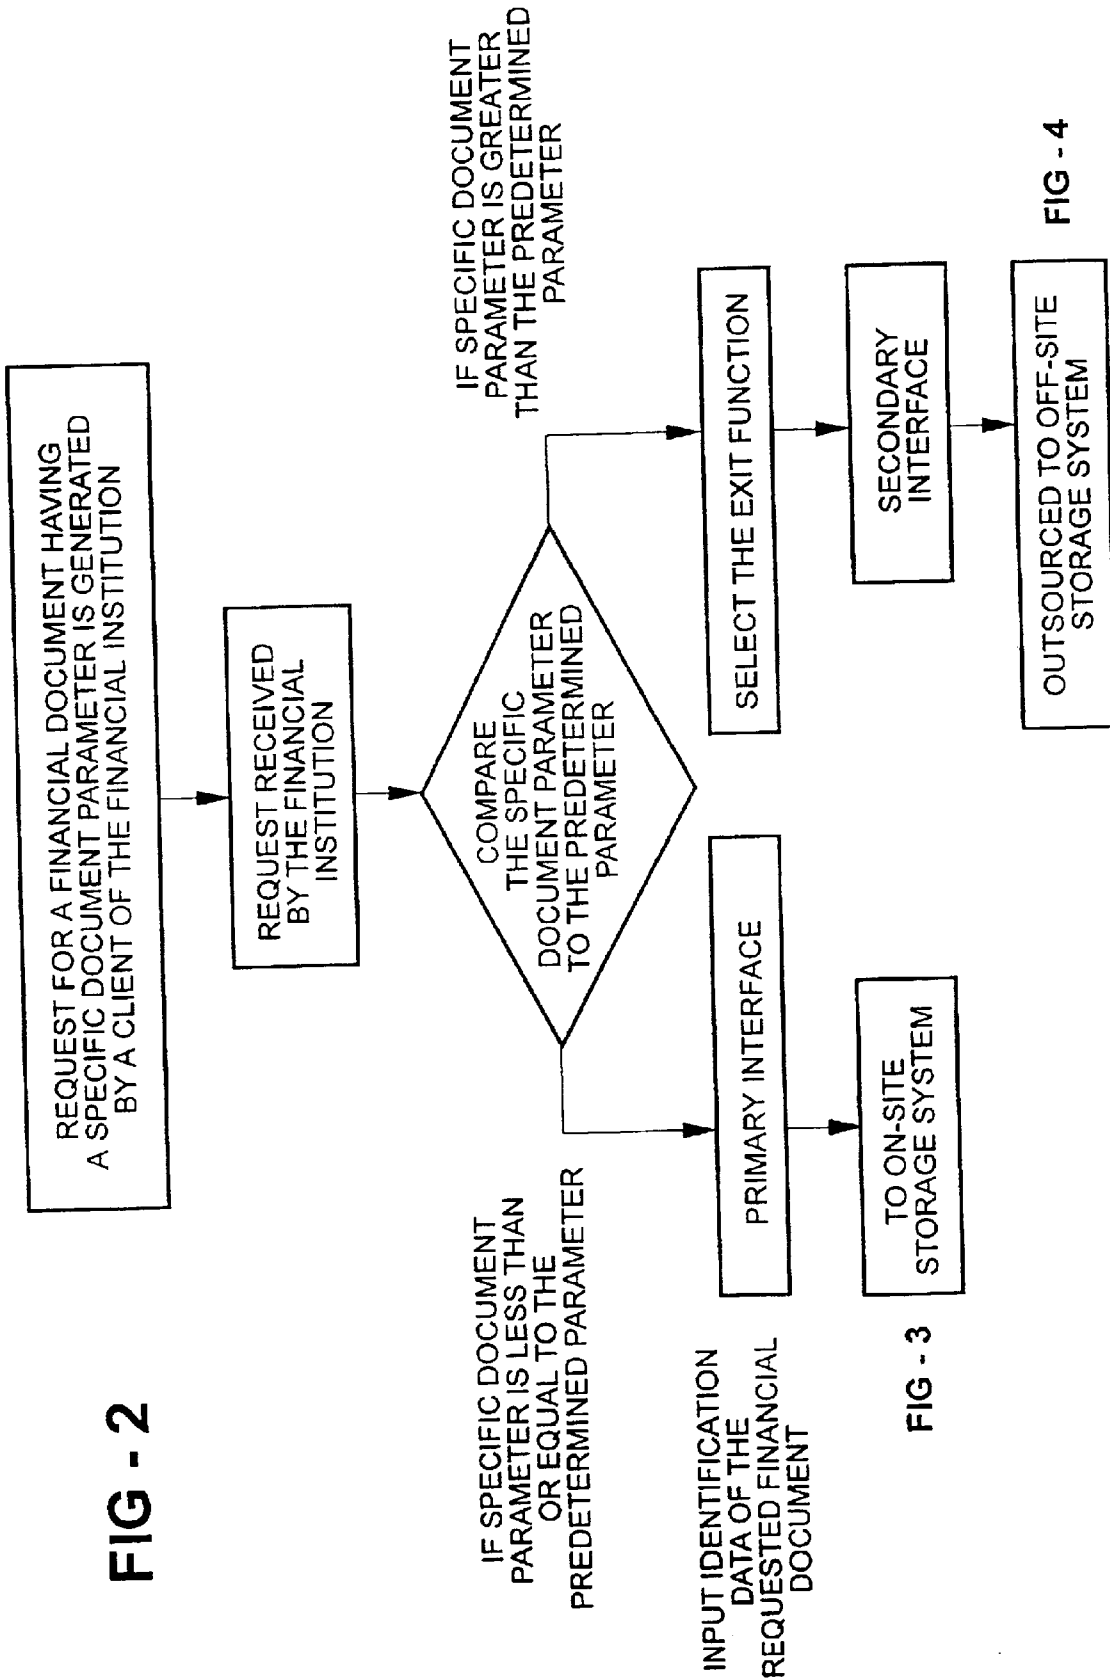 FIG - 2
REQUEST FOR A FINANCIAL DOCUMENT HAVING
A SPECIFIC DOCUMENT PARAMETER IS GENERATED
BY A CLIENT OF THE FINANCIAL INSTITUTION
REQUEST RECEIVED
BY THE FINANCIAL
INSTITUTION
COMPARE
THE SPECIFIC
DOCUMENT PARAMETER
TO THE PREDETERMINED
PARAMETER
IF SPECIFIC DOCUMENT
PARAMETER IS LESS THAN
OR EQUAL TO THE
PREDETERMINED PARAMETER
IF SPECIFIC DOCUMENT
PARAMETER IS GREATER
THAN THE PREDETERMINED
PARAMETER
INPUT IDENTIFICATION
DATA OF THE
REQUESTED FINANCIAL
DOCUMENT
PRIMARY INTERFACE
TO ON-SITE
STORAGE SYSTEM
FIG - 3
SELECT THE EXIT FUNCTION
SECONDARY
INTERFACE
OUTSOURCED TO OFF-SITE
STORAGE SYSTEM
FIG - 4